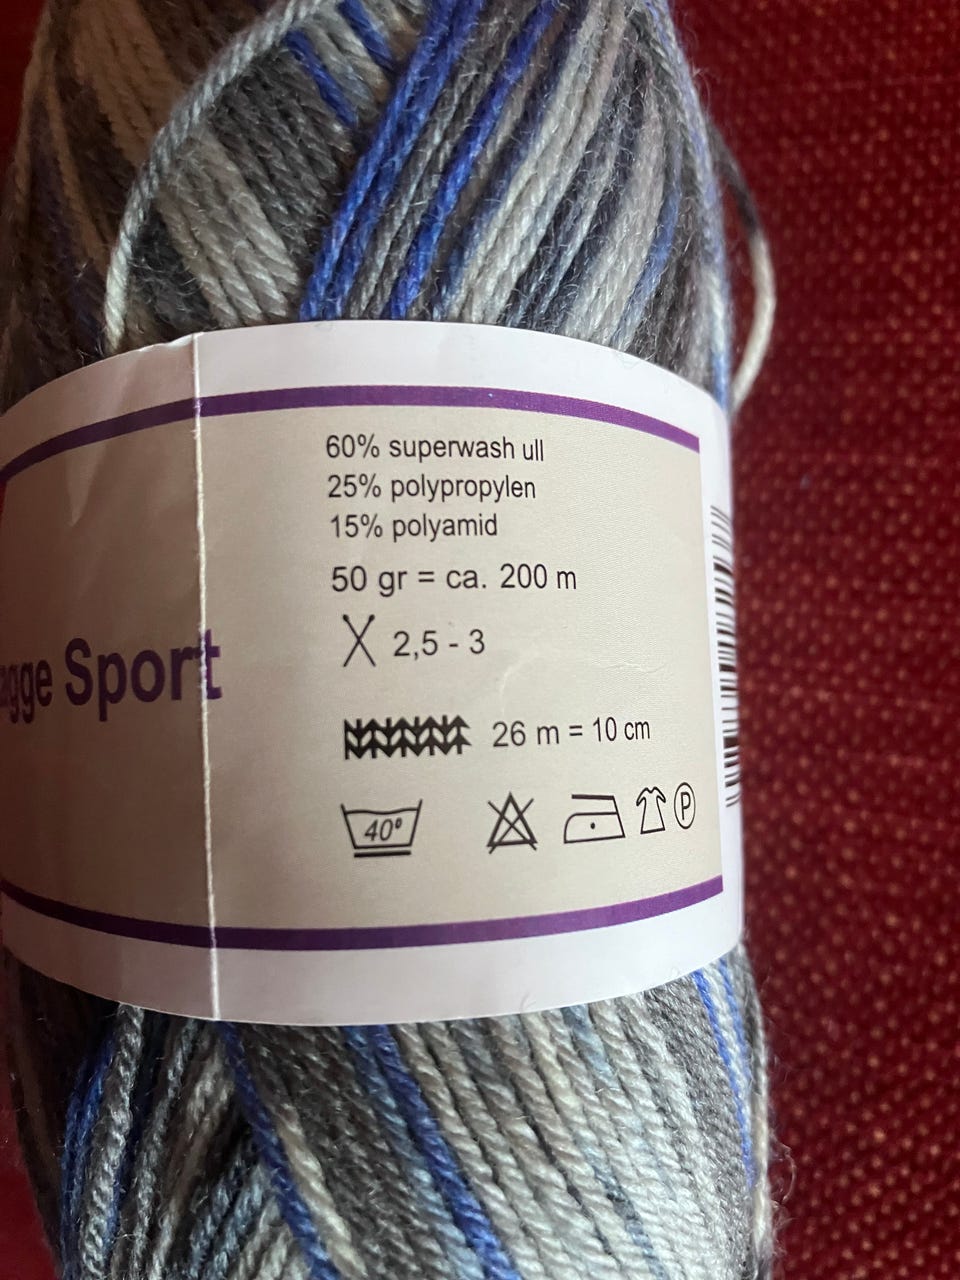 60% superwash ull
25% polypropylen
15% polyamid
50 gr = ca. 200 m
2,5 - 3
Sport
26 m = 10 cm
40°
P